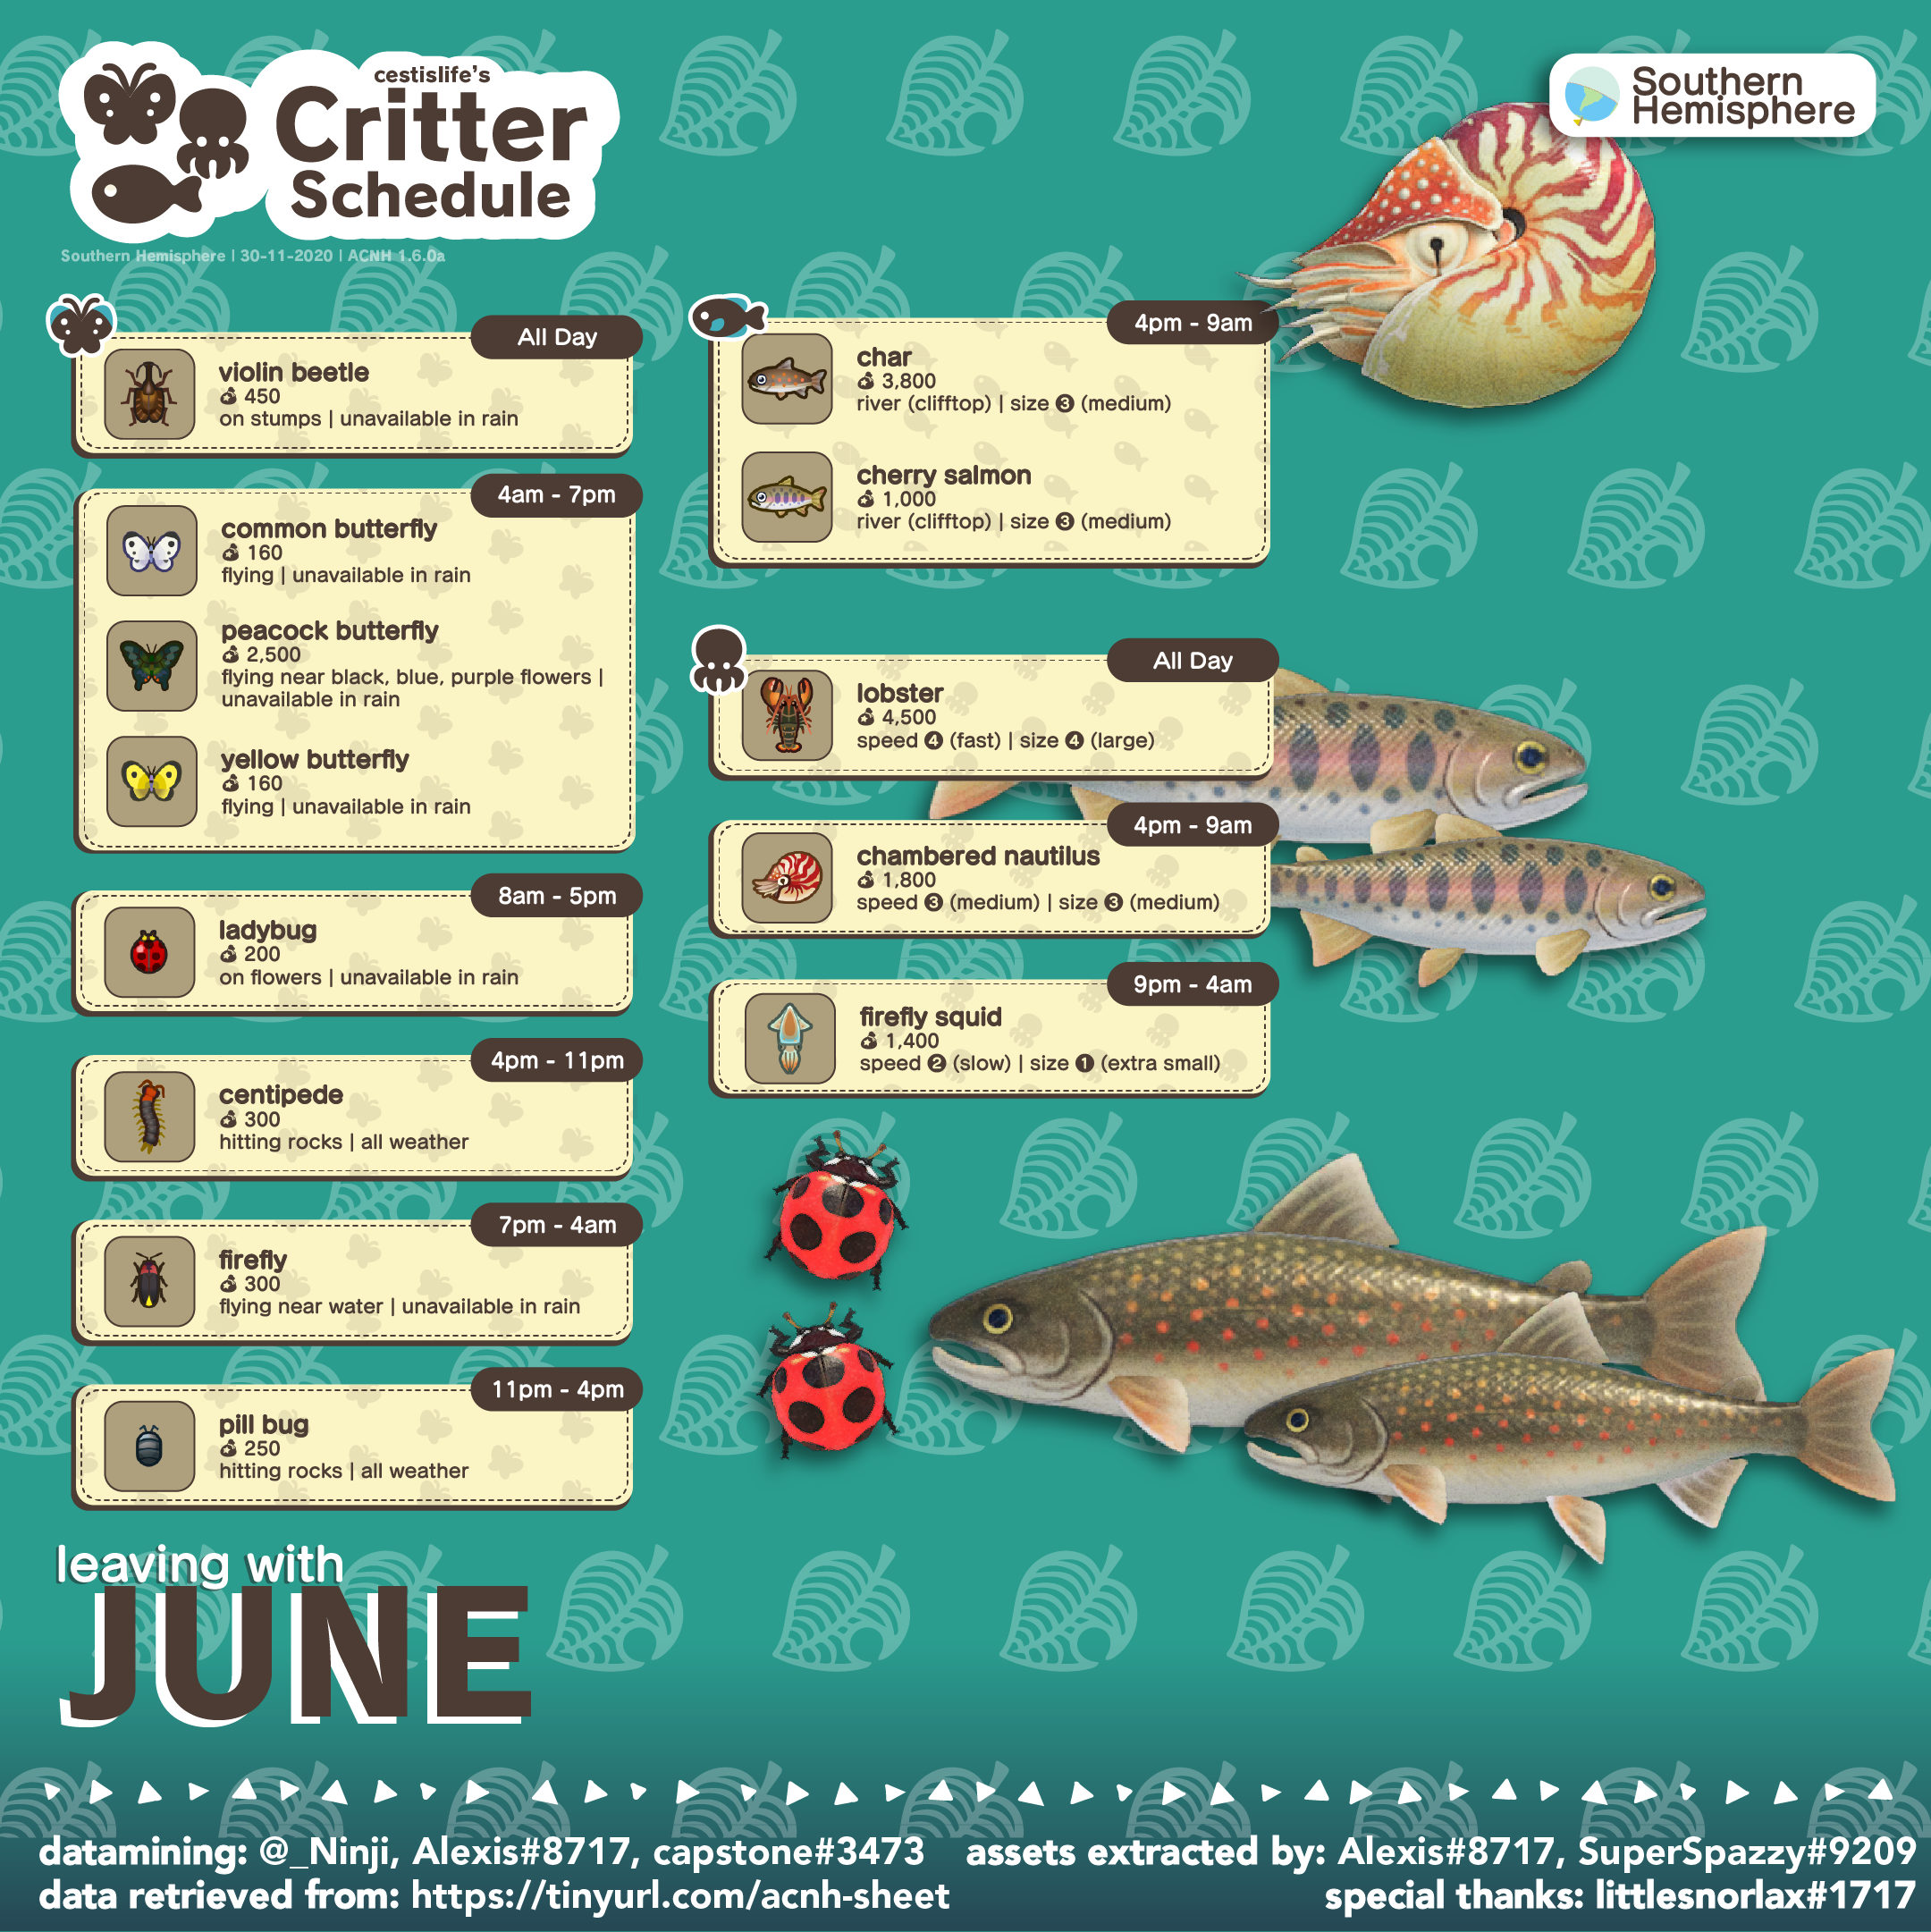 cestislife's
Critter
Schedule
Southern Hemisphere | 30-11-2020 | ACNH 1.6.0a
Southern
Hemisphere
All Day
violin beetle
450
on stumps | unavailable in rain
4am - 7pm
common butterfly
160
flying | unavailable in rain
peacock butterfly
2,500
flying near black, blue, purple flowers |
unavailable in rain
yellow butterfly
160
flying | unavailable in rain
8am - 5pm
ladybug
200
on flowers | unavailable in rain
4pm - 11pm
centipede
300
hitting rocks | all weather
7pm - 4am
firefly
300
flying near water | unavailable in rain
11pm - 4pm
pill bug
250
hitting rocks | all weather
4pm - 9am
char
3,800
river (clifftop) | size 3 (medium)
cherry salmon
1,000
river (clifftop) | size 3 (medium)
All Day
lobster
4,500
speed 4 (fast) | size 4 (large)
4pm - 9am
chambered nautilus
1,800
speed 3 (medium) | size 3 (medium)
9pm - 4am
firefly squid
1,400
speed 2 (slow) | size 1 (extra small)
leaving with
JUNE
datamining: @_Ninji, Alexis#8717, capstone#3473
data retrieved from: https://tinyurl.com/acnh-sheet
assets extracted by: Alexis#8717, SuperSpazzy#9209
special thanks: littlesnorlax#1717